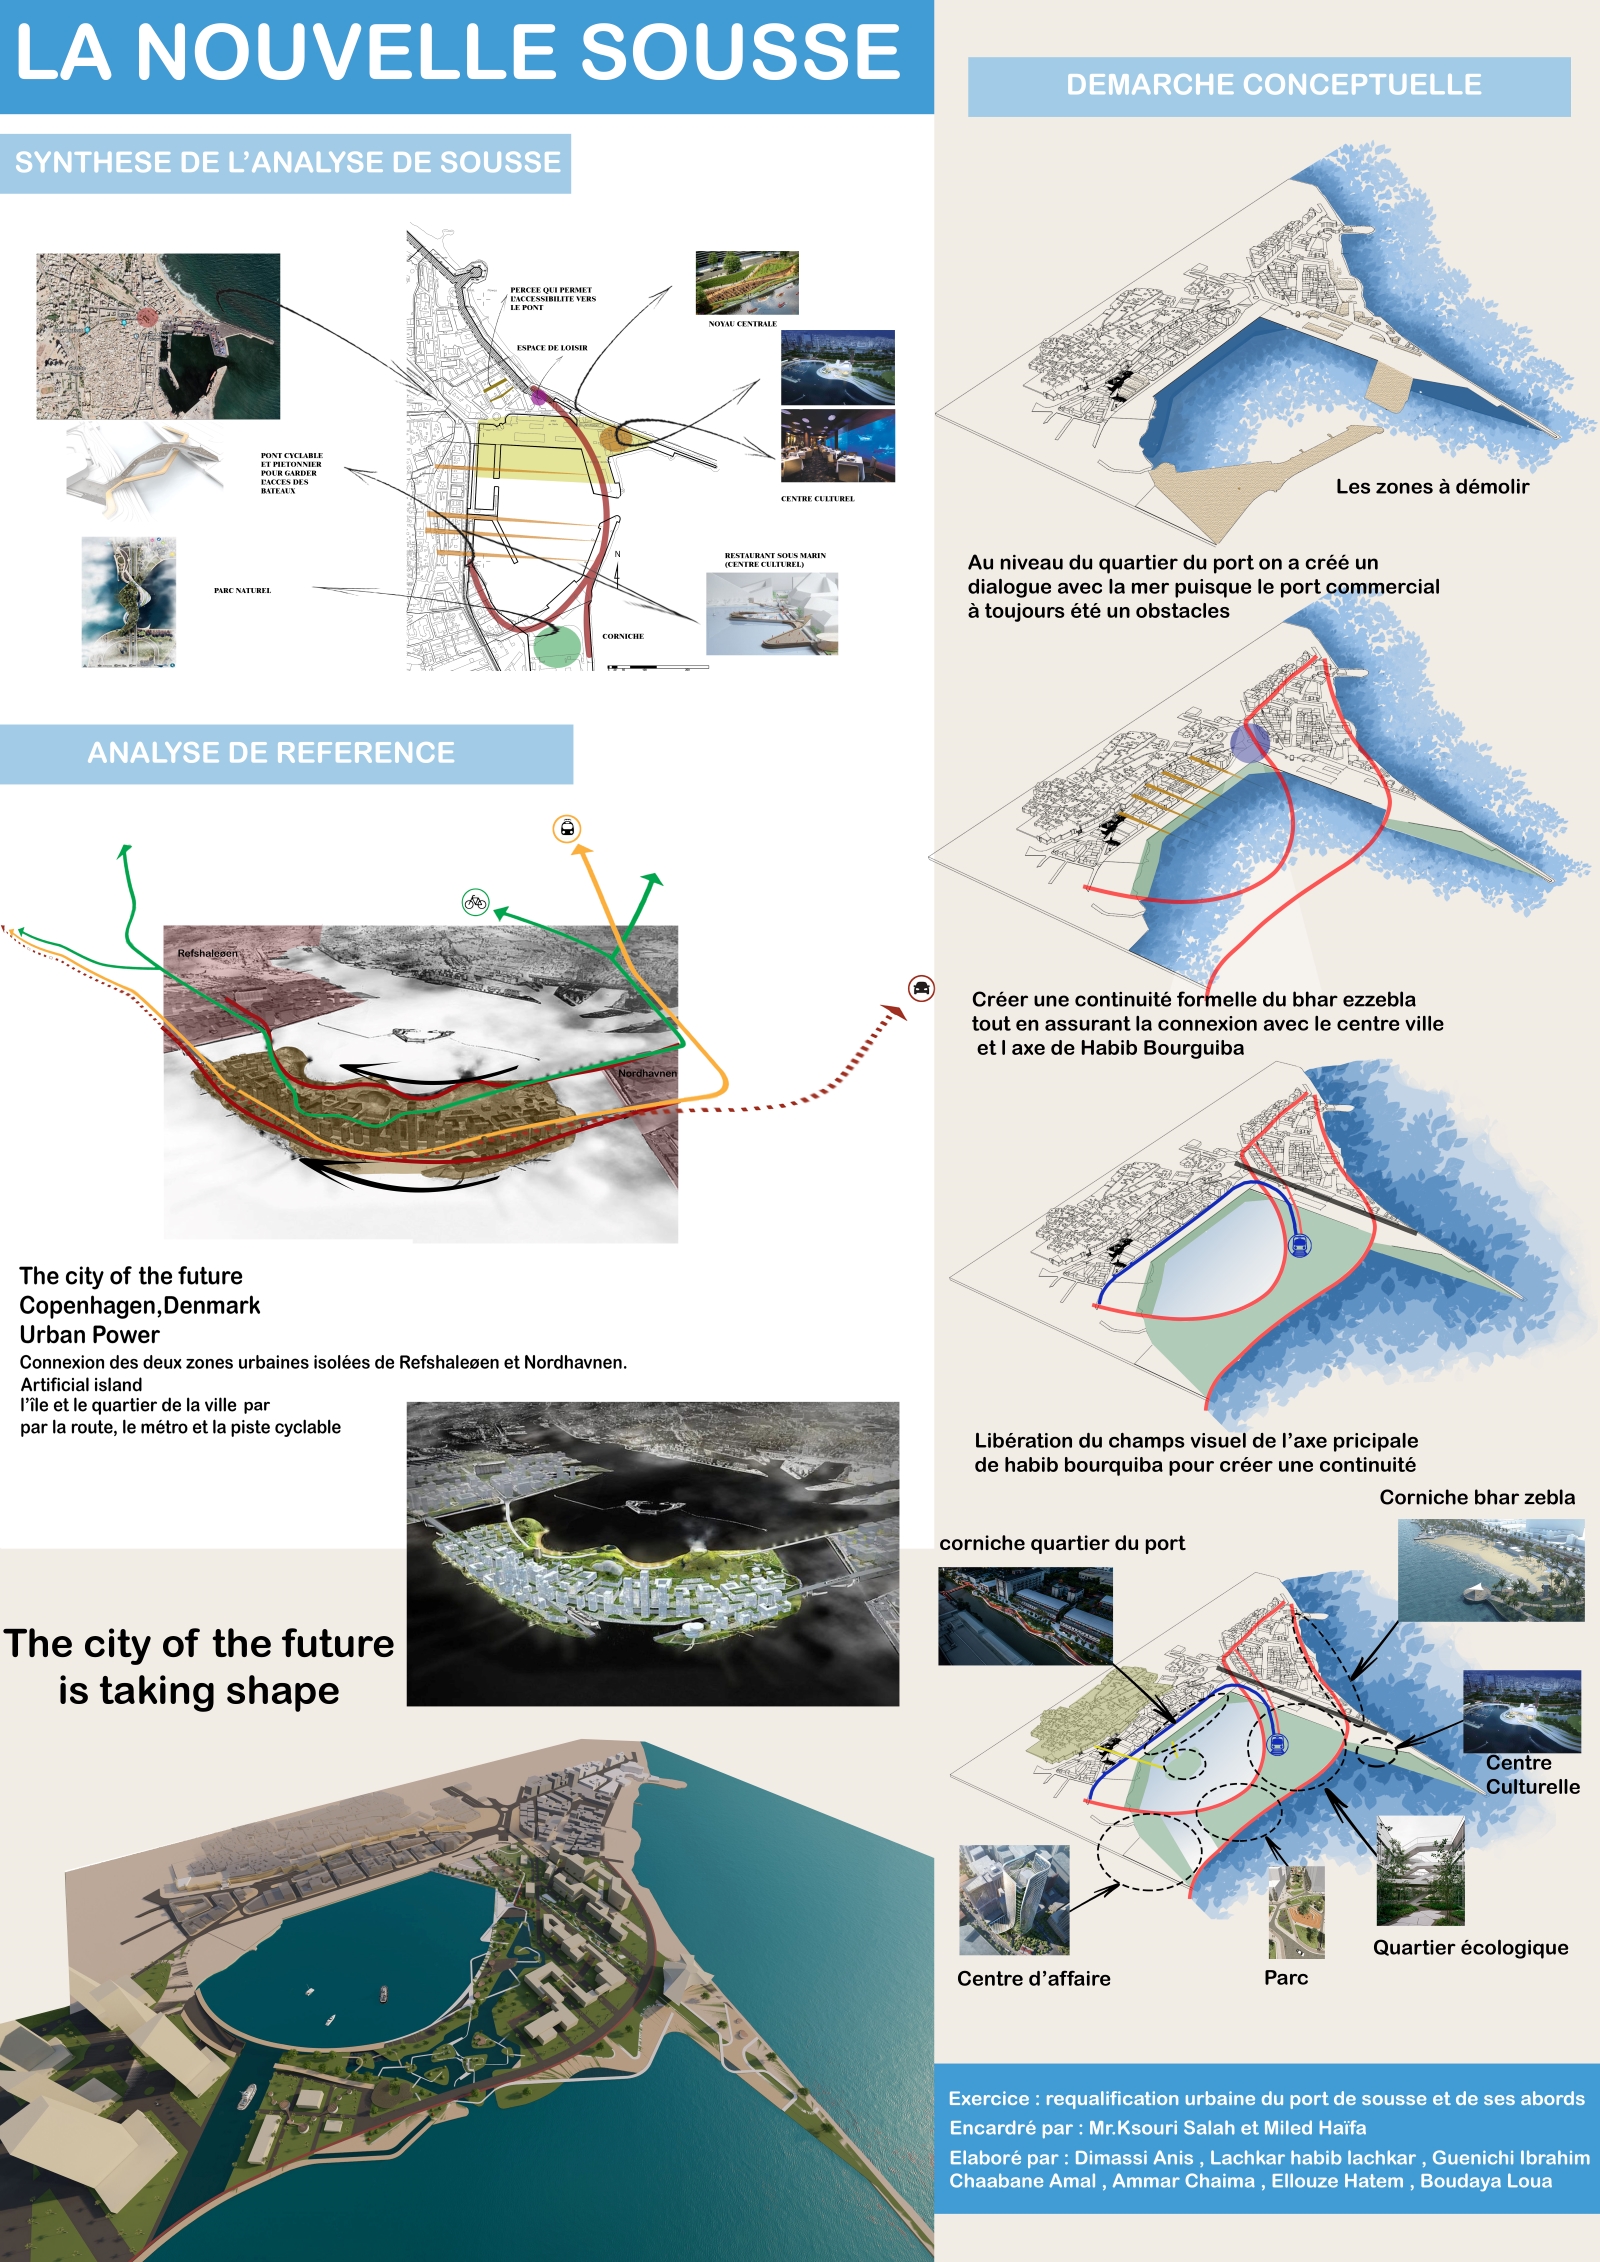 LA NOUVELLE SOUSSE
SYNTHESE DE L'ANALYSE DE SOUSSE
PERCEE QUI PERMET
L'ACCESSIBILITE VERS
LE PONT
ESPACE DE LOISIR
NOYAU CENTRALE
CENTRE CULTUREL
PONT CYCLABLE
ET PIETONNIER
POUR GARDER
L'ACCES DES
BATEAUX
PARC NATUREL
RESTAURANT SOUS MARIN
(CENTRE CULTUREL)
N
CORNICHE
ANALYSE DE REFERENCE
Refshaleøen
Nordhavnen
The city of the future
Copenhagen,Denmark
Urban Power
Connexion des deux zones urbaines isolées de Refshaleøen et Nordhavnen.
Artificial island
l'île et le quartier de la ville par
par la route, le métro et la piste cyclable
The city of the future
is taking shape
DEMARCHE CONCEPTUELLE
Les zones à démolir
Au niveau du quartier du port on a créé un
dialogue avec la mer puisque le port commercial
à toujours été un obstacles
Créer une continuité formelle du bhar ezzebla
tout en assurant la connexion avec le centre ville
et l axe de Habib Bourguiba
Libération du champs visuel de l'axe pricipale
de habib bourquiba pour créer une continuité
Corniche bhar zebla
corniche quartier du port
Centre
Culturelle
Quartier écologique
Parc
Centre d'affaire
Exercice : requalification urbaine du port de sousse et de ses abords
Encardré par : Mr.Ksouri Salah et Miled Haïfa
Elaboré par : Dimassi Anis , Lachkar habib lachkar , Guenichi Ibrahim
Chaabane Amal , Ammar Chaima , Ellouze Hatem , Boudaya Loua